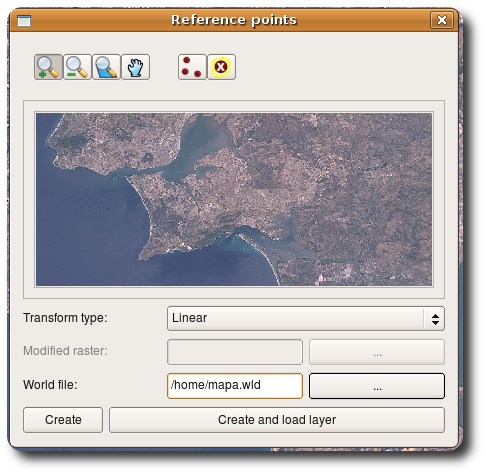 Reference points
Transform type:
Linear
Modified raster:
...
World file:
/home/mapa.wld
...
Create
Create and load layer